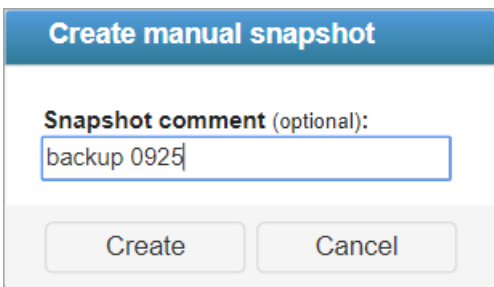 Create manual snapshot
Snapshot comment (optional):
backup 0925
Create Cancel